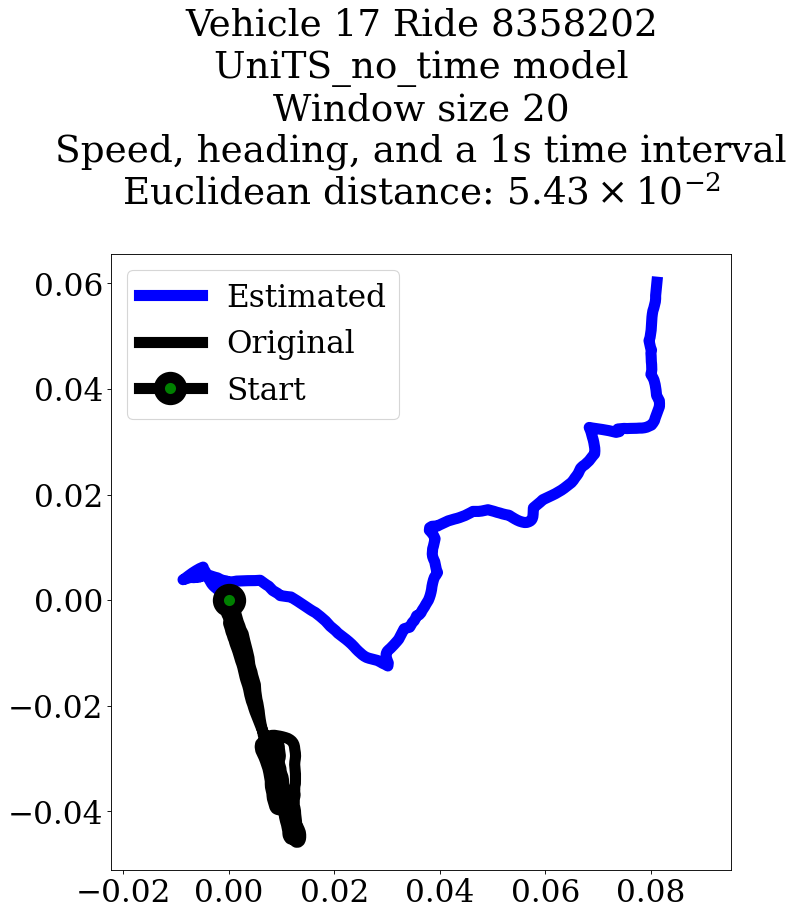 Vehicle 17 Ride 8358202
UniTS_no_time model
Window size 20
Speed, heading, and a 1s time interval
Euclidean distance: 5.43 × 10⁻²
Estimated
Original
Start
0.06
0.04
0.02
0.00
−0.02
−0.04
−0.02 0.00 0.02 0.04 0.06 0.08